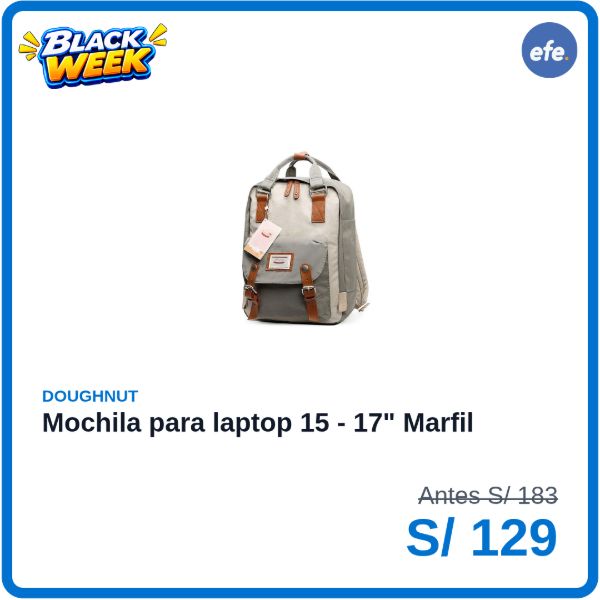 BLACK
WEEK
efe.
DOUGHNUT
Mochila para laptop 15 - 17" Marfil
Antes S/ 183
S/ 129